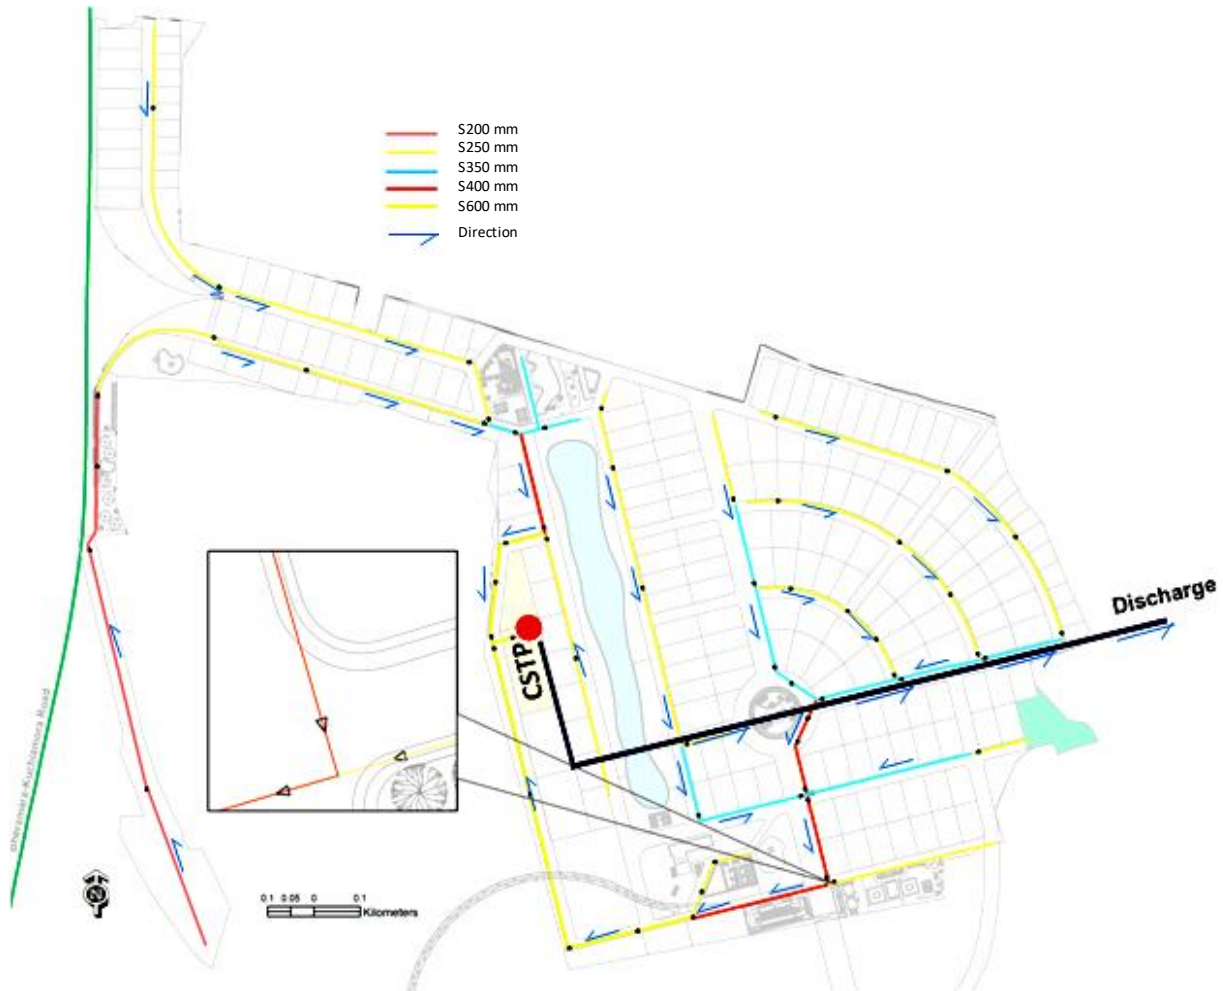 S200 mm
S250 mm
S350 mm
S400 mm
S600 mm
Direction
Discharge
CSTP
0.1 0.05 0 0.1
Kilometers